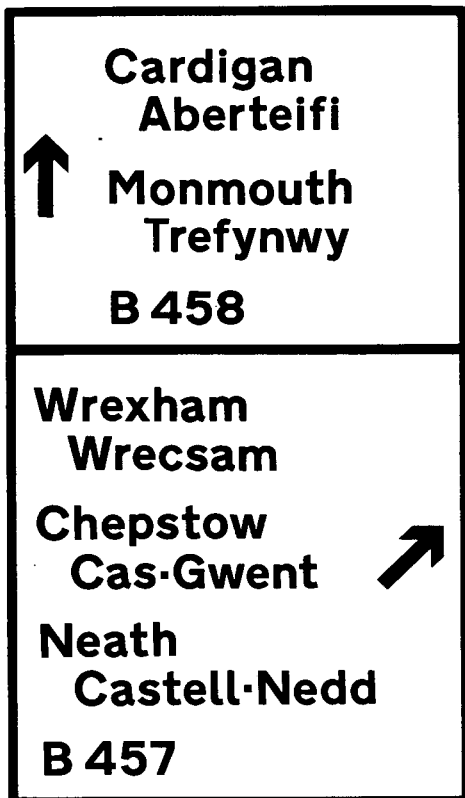 Cardigan
Aberteifi
Monmouth
Trefynwy
B 458
Wrexham
Wrecsam
Chepstow
Cas-Gwent
Neath
Castell-Nedd
B 457